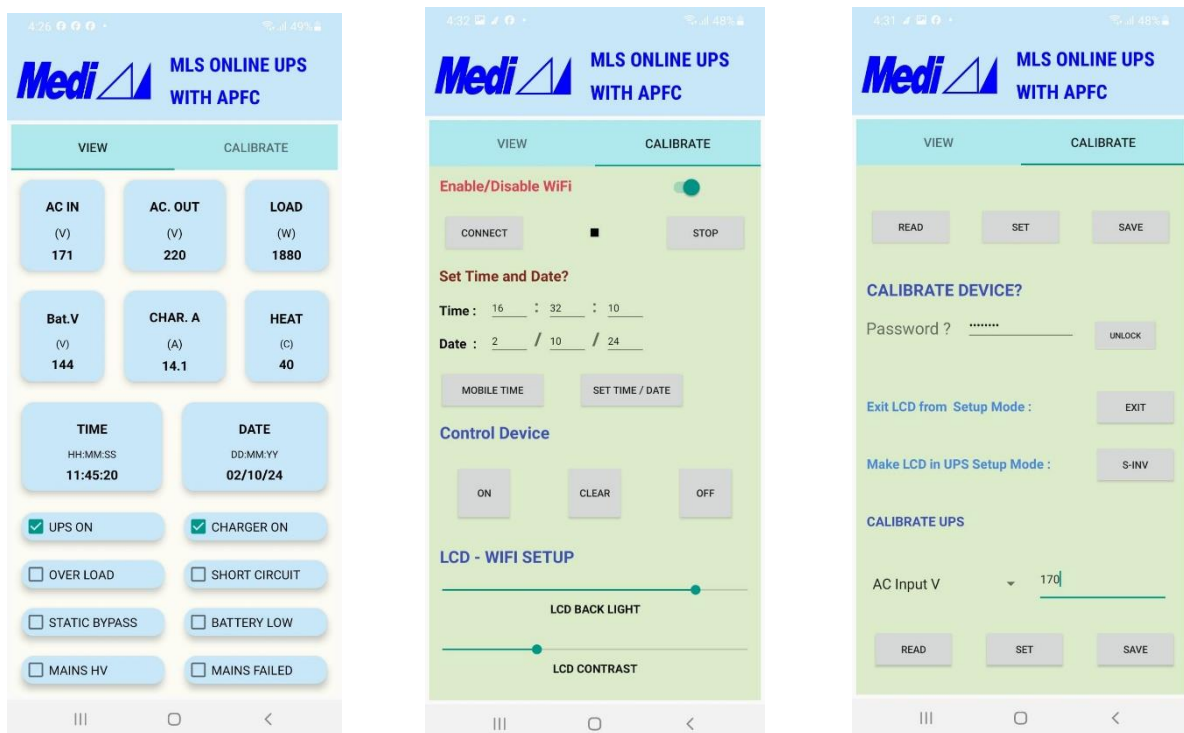 4:26
49%
Medi
MLS ONLINE UPS
WITH APFC
VIEW CALIBRATE
AC IN AC. OUT LOAD
(V) (V) (W)
171 220 1880
Bat.V CHAR. A HEAT
(V) (A) (C)
144 14.1 40
TIME DATE
HH:MM:SS DD:MM:YY
11:45:20 02/10/24
UPS ON CHARGER ON
OVER LOAD SHORT CIRCUIT
STATIC BYPASS BATTERY LOW
MAINS HV MAINS FAILED
4:32
48%
Medi
MLS ONLINE UPS
WITH APFC
VIEW CALIBRATE
Enable/Disable WiFi
CONNECT STOP
Set Time and Date?
Time : 16 : 32 : 10
Date : 2 / 10 / 24
MOBILE TIME SET TIME / DATE
Control Device
ON CLEAR OFF
LCD - WIFI SETUP
LCD BACK LIGHT
LCD CONTRAST
4:31
48%
Medi
MLS ONLINE UPS
WITH APFC
VIEW CALIBRATE
READ SET SAVE
CALIBRATE DEVICE?
Password ? ········ UNLOCK
Exit LCD from Setup Mode : EXIT
Make LCD in UPS Setup Mode : S-INV
CALIBRATE UPS
AC Input V 170
READ SET SAVE